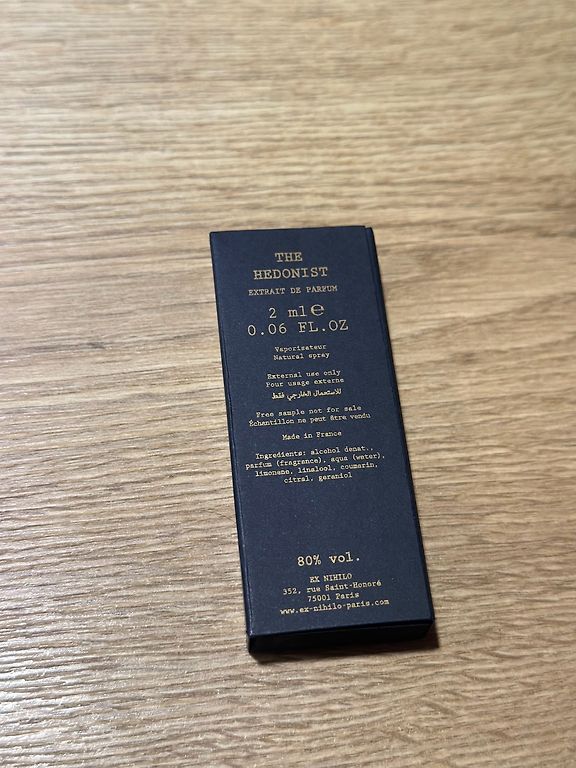 THE
HEDONIST
EXTRAIT DE PARFUM
2 ml℮
0.06 FL.OZ
Vaporisateur
Natural spray
External use only
Pour usage externe
للاستعمال الخارجي فقط
Free sample not for sale
Échantillon ne peut être vendu
Made in France
Ingredients: alcohol denat.,
parfum (fragrance), aqua (water),
limonene, linalool, coumarin,
citral, geraniol
80% vol.
EX NIHILO
352, rue Saint-Honoré
75001 Paris
www.ex-nihilo-paris.com